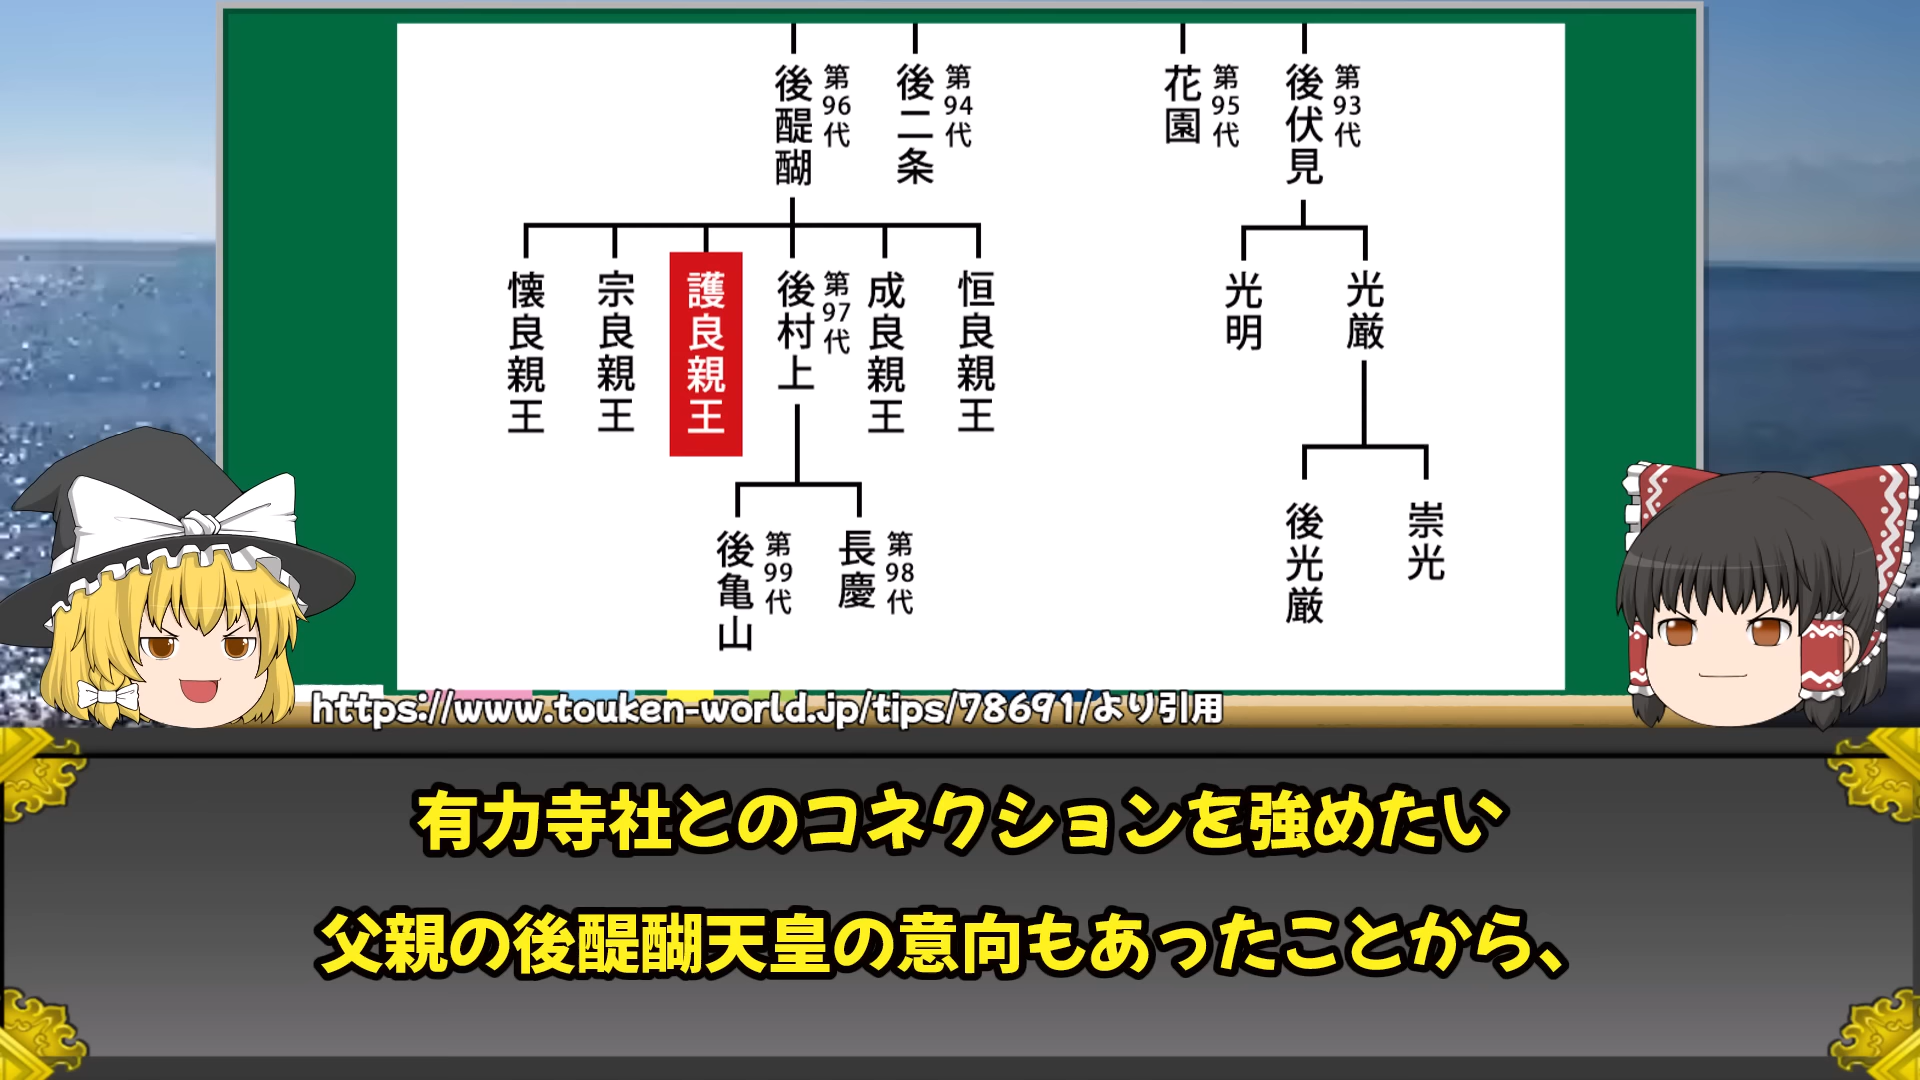 第93代
後伏見
第95代
花園
第94代
後二条
第96代
後醍醐
光厳
光明
恒良親王
成良親王
第97代
後村上
護良親王
宗良親王
懐良親王
崇光
後光厳
第98代
長慶
第99代
後亀山
https://www.touken-world.jp/tips/78691/より引用
有力寺社とのコネクションを強めたい
父親の後醍醐天皇の意向もあったことから、